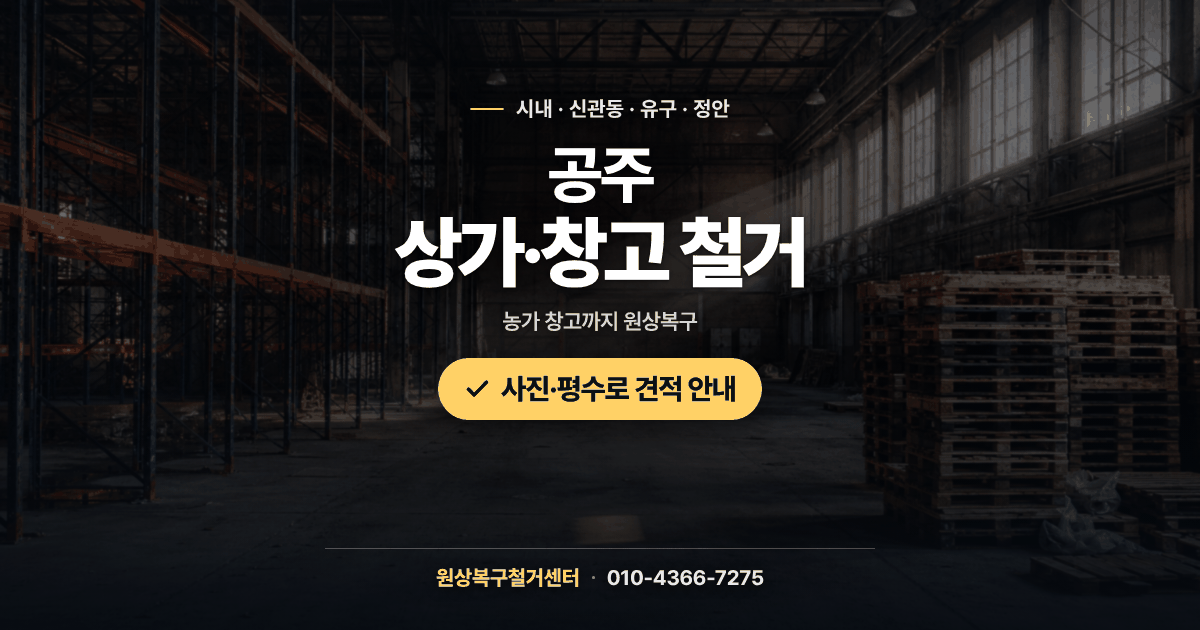 시내 · 신관동 · 유구 · 정안
공주
상가·창고 철거
농가 창고까지 원상복구
사진·평수로 견적 안내
원상복구철거센터 · 010-4366-7275